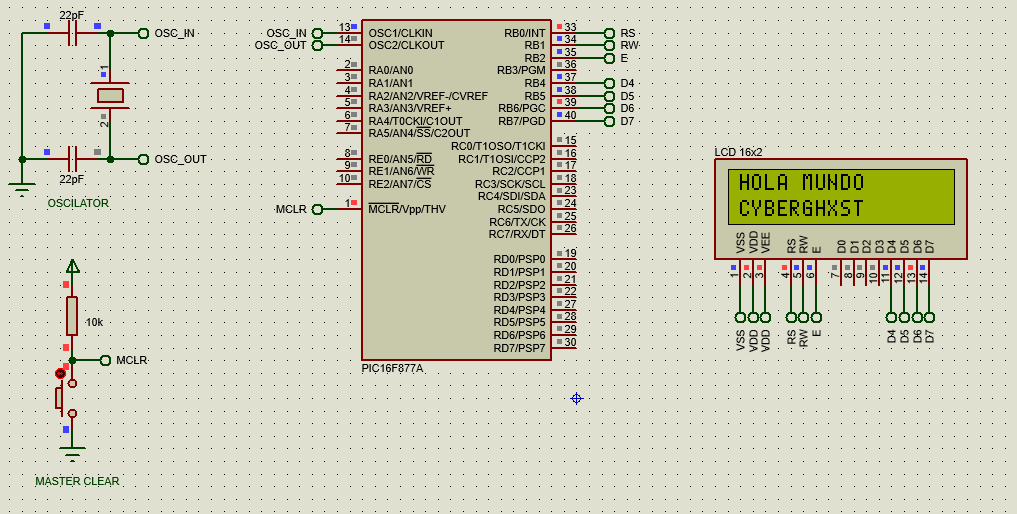 22pF
OSC_IN
1
2
OSC_OUT
22pF
OSCILATOR
10k
MCLR
MASTER CLEAR
OSC_IN 13 OSC1/CLKIN
OSC_OUT 14 OSC2/CLKOUT
2 RA0/AN0
3 RA1/AN1
4 RA2/AN2/VREF-/CVREF
5 RA3/AN3/VREF+
6 RA4/T0CKI/C1OUT
7 RA5/AN4/SS/C2OUT
8 RE0/AN5/RD
9 RE1/AN6/WR
10 RE2/AN7/CS
MCLR 1 MCLR/Vpp/THV
RB0/INT 33 RS
RB1 34 RW
RB2 35 E
RB3/PGM 36
RB4 37 D4
RB5 38 D5
RB6/PGC 39 D6
RB7/PGD 40 D7
RC0/T1OSO/T1CKI 15
RC1/T1OSI/CCP2 16
RC2/CCP1 17
RC3/SCK/SCL 18
RC4/SDI/SDA 23
RC5/SDO 24
RC6/TX/CK 25
RC7/RX/DT 26
RD0/PSP0 19
RD1/PSP1 20
RD2/PSP2 21
RD3/PSP3 22
RD4/PSP4 27
RD5/PSP5 28
RD6/PSP6 29
RD7/PSP7 30
PIC16F877A
LCD 16x2
HOLA MUNDO
CYBERGHXST
VSS VDD VEE RS RW E D0 D1 D2 D3 D4 D5 D6 D7
1 2 3 4 5 6 7 8 9 10 11 12 13 14
VSS VDD VDD RS RW E D4 D5 D6 D7